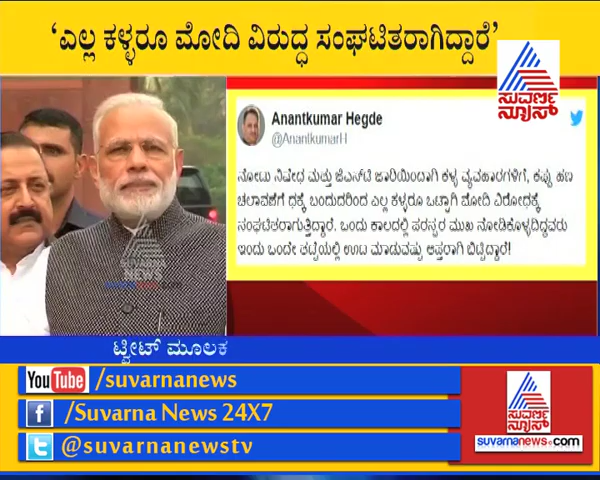 ‘ಎಲ್ಲ ಕಳ್ಳರೂ ಮೋದಿ ವಿರುದ್ಧ ಸಂಘಟಿತರಾಗಿದ್ದಾರೆ’
ಸುವರ್ಣ
ನ್ಯೂಸ್
Anantkumar Hegde
@AnantkumarH
ನೋಟು ನಿಷೇಧ ಮತ್ತು ಜಿಎಸ್‌ಟಿ ಜಾರಿಯಿಂದಾಗಿ ಕಳ್ಳ ವ್ಯವಹಾರಗಳಿಗೆ, ಕಪ್ಪು ಹಣ
ಚಲಾವಣೆಗೆ ಧಕ್ಕೆ ಬಂದುದರಿಂದ ಎಲ್ಲ ಕಳ್ಳರೂ ಒಟ್ಟಾಗಿ ಮೋದಿ ವಿರೋಧಕ್ಕೆ
ಸಂಘಟಿತರಾಗುತ್ತಿದ್ದಾರೆ. ಒಂದು ಕಾಲದಲ್ಲಿ ಪರಸ್ಪರ ಮುಖ ನೋಡಿಕೊಳ್ಳದಿದ್ದವರು
ಇಂದು ಒಂದೇ ತಟ್ಟೆಯಲ್ಲಿ ಊಟ ಮಾಡುವಷ್ಟು ಆಪ್ತರಾಗಿ ಬಿಟ್ಟಿದ್ದಾರೆ!
ಸುವರ್ಣ
NEWS
ಟ್ವೀಟ್ ಮೂಲಕ
YouTube /suvarnanews
/Suvarna News 24X7
@suvarnanewstv
ಸುವರ್ಣ
ನ್ಯೂಸ್
suvarnanews.com